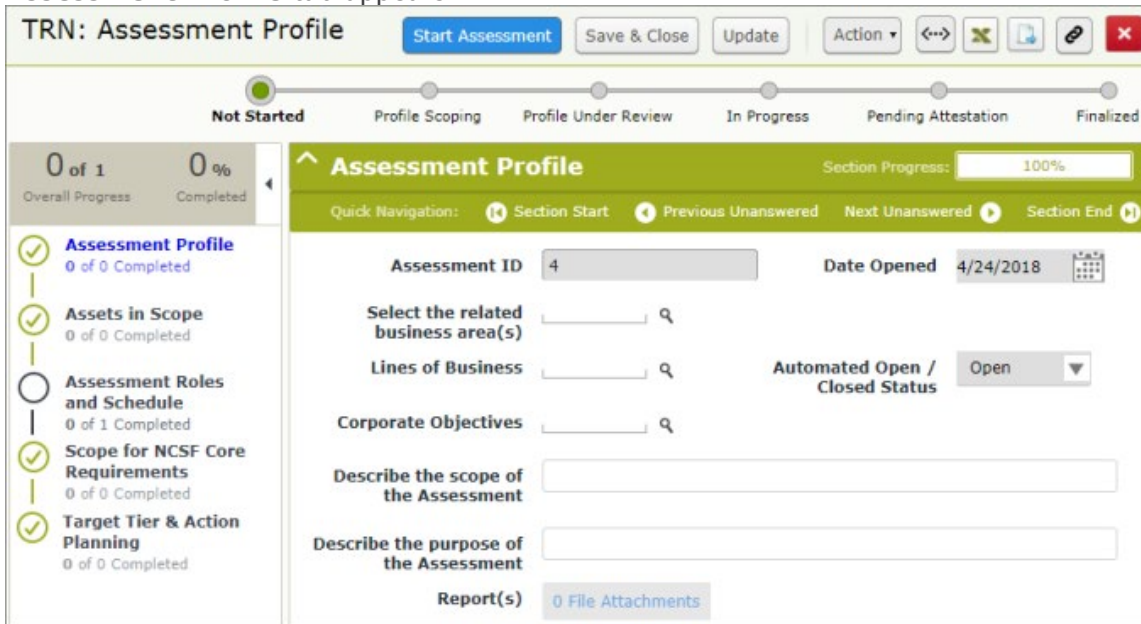 TRN: Assessment Profile
Start Assessment
Save & Close
Update
Action
Not Started
Profile Scoping
Profile Under Review
In Progress
Pending Attestation
Finalized
0 of 1
Overall Progress
0 %
Completed
Assessment Profile
0 of 0 Completed
Assets in Scope
0 of 0 Completed
Assessment Roles
and Schedule
0 of 1 Completed
Scope for NCSF Core
Requirements
0 of 0 Completed
Target Tier & Action
Planning
0 of 0 Completed
Assessment Profile
Section Progress:
100%
Quick Navigation:
Section Start
Previous Unanswered
Next Unanswered
Section End
Assessment ID
4
Date Opened
4/24/2018
Select the related
business area(s)
Lines of Business
Automated Open /
Closed Status
Open
Corporate Objectives
Describe the scope of
the Assessment
Describe the purpose of
the Assessment
Report(s)
0 File Attachments